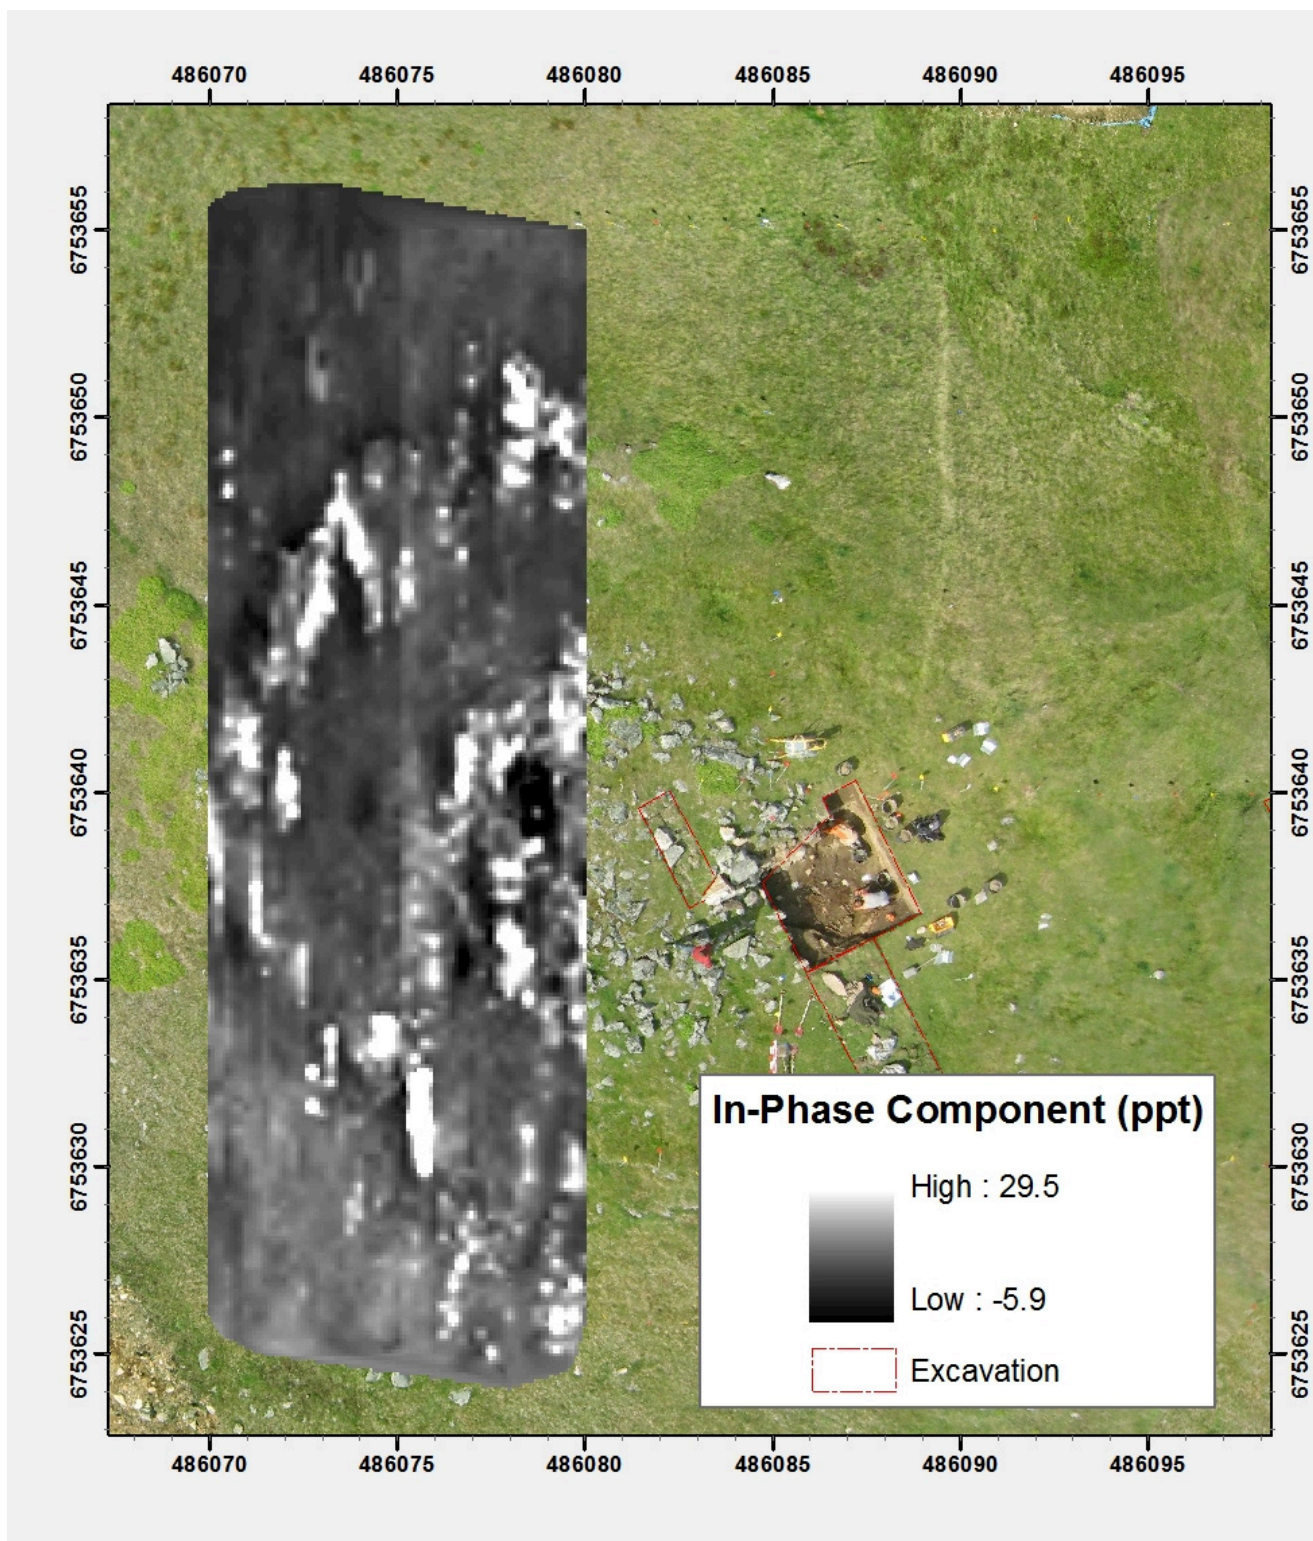 486070 486075 486080 486085 486090 486095
6753655 6753655
6753650 6753650
6753645 6753645
6753640 6753640
6753635 6753635
In-Phase Component (ppt)
High : 29.5
6753630 6753630
Low : -5.9
6753625 6753625
Excavation
486070 486075 486080 486085 486090 486095